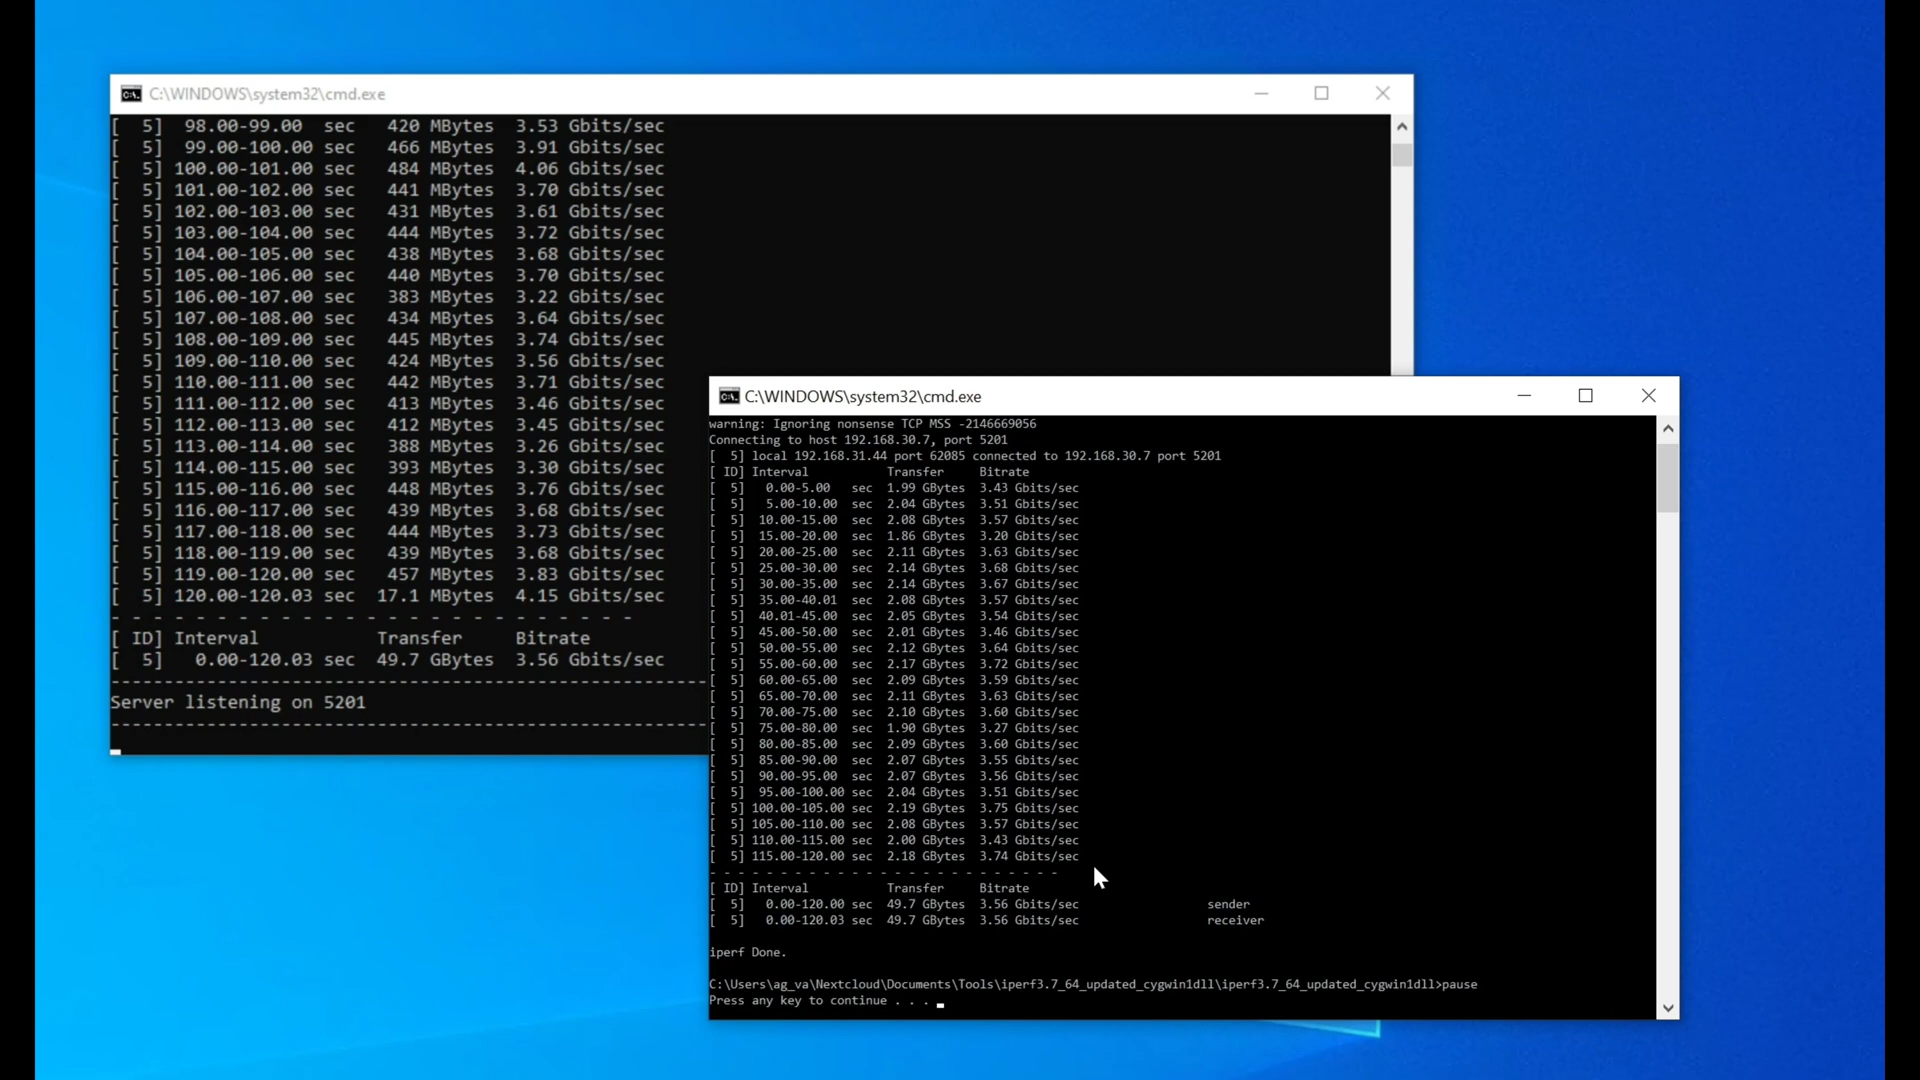 C:\WINDOWS\system32\cmd.exe
[  5]  98.00-99.00  sec   420 MBytes  3.53 Gbits/sec
[  5]  99.00-100.00 sec   466 MBytes  3.91 Gbits/sec
[  5] 100.00-101.00 sec   484 MBytes  4.06 Gbits/sec
[  5] 101.00-102.00 sec   441 MBytes  3.70 Gbits/sec
[  5] 102.00-103.00 sec   431 MBytes  3.61 Gbits/sec
[  5] 103.00-104.00 sec   444 MBytes  3.72 Gbits/sec
[  5] 104.00-105.00 sec   438 MBytes  3.68 Gbits/sec
[  5] 105.00-106.00 sec   440 MBytes  3.70 Gbits/sec
[  5] 106.00-107.00 sec   383 MBytes  3.22 Gbits/sec
[  5] 107.00-108.00 sec   434 MBytes  3.64 Gbits/sec
[  5] 108.00-109.00 sec   445 MBytes  3.74 Gbits/sec
[  5] 109.00-110.00 sec   424 MBytes  3.56 Gbits/sec
[  5] 110.00-111.00 sec   442 MBytes  3.71 Gbits/sec
[  5] 111.00-112.00 sec   413 MBytes  3.46 Gbits/sec
[  5] 112.00-113.00 sec   412 MBytes  3.45 Gbits/sec
[  5] 113.00-114.00 sec   388 MBytes  3.26 Gbits/sec
[  5] 114.00-115.00 sec   393 MBytes  3.30 Gbits/sec
[  5] 115.00-116.00 sec   448 MBytes  3.76 Gbits/sec
[  5] 116.00-117.00 sec   439 MBytes  3.68 Gbits/sec
[  5] 117.00-118.00 sec   444 MBytes  3.73 Gbits/sec
[  5] 118.00-119.00 sec   439 MBytes  3.68 Gbits/sec
[  5] 119.00-120.00 sec   457 MBytes  3.83 Gbits/sec
[  5] 120.00-120.03 sec  17.1 MBytes  4.15 Gbits/sec
- - - - - - - - - - - - - - - - - - - - - - - - -
[ ID] Interval           Transfer     Bitrate
[  5]   0.00-120.03 sec  49.7 GBytes  3.56 Gbits/sec
--------------------------------------------------------
Server listening on 5201
--------------------------------------------------------
C:\WINDOWS\system32\cmd.exe
warning: Ignoring nonsense TCP MSS -2146669056
Connecting to host 192.168.30.7, port 5201
[  5] local 192.168.31.44 port 62085 connected to 192.168.30.7 port 5201
[ ID] Interval           Transfer     Bitrate
[  5]   0.00-5.00   sec  1.99 GBytes  3.43 Gbits/sec
[  5]   5.00-10.00  sec  2.04 GBytes  3.51 Gbits/sec
[  5]  10.00-15.00  sec  2.08 GBytes  3.57 Gbits/sec
[  5]  15.00-20.00  sec  1.86 GBytes  3.20 Gbits/sec
[  5]  20.00-25.00  sec  2.11 GBytes  3.63 Gbits/sec
[  5]  25.00-30.00  sec  2.14 GBytes  3.68 Gbits/sec
[  5]  30.00-35.00  sec  2.14 GBytes  3.67 Gbits/sec
[  5]  35.00-40.01  sec  2.08 GBytes  3.57 Gbits/sec
[  5]  40.01-45.00  sec  2.05 GBytes  3.54 Gbits/sec
[  5]  45.00-50.00  sec  2.01 GBytes  3.46 Gbits/sec
[  5]  50.00-55.00  sec  2.12 GBytes  3.64 Gbits/sec
[  5]  55.00-60.00  sec  2.17 GBytes  3.72 Gbits/sec
[  5]  60.00-65.00  sec  2.09 GBytes  3.59 Gbits/sec
[  5]  65.00-70.00  sec  2.11 GBytes  3.63 Gbits/sec
[  5]  70.00-75.00  sec  2.10 GBytes  3.60 Gbits/sec
[  5]  75.00-80.00  sec  1.90 GBytes  3.27 Gbits/sec
[  5]  80.00-85.00  sec  2.09 GBytes  3.60 Gbits/sec
[  5]  85.00-90.00  sec  2.07 GBytes  3.55 Gbits/sec
[  5]  90.00-95.00  sec  2.07 GBytes  3.56 Gbits/sec
[  5]  95.00-100.00 sec  2.04 GBytes  3.51 Gbits/sec
[  5] 100.00-105.00 sec  2.19 GBytes  3.75 Gbits/sec
[  5] 105.00-110.00 sec  2.08 GBytes  3.57 Gbits/sec
[  5] 110.00-115.00 sec  2.00 GBytes  3.43 Gbits/sec
[  5] 115.00-120.00 sec  2.18 GBytes  3.74 Gbits/sec
- - - - - - - - - - - - - - - - - - - - - - - - -
[ ID] Interval           Transfer     Bitrate
[  5]   0.00-120.00 sec  49.7 GBytes  3.56 Gbits/sec                  sender
[  5]   0.00-120.03 sec  49.7 GBytes  3.56 Gbits/sec                  receiver
iperf Done.
C:\Users\ag_va\Nextcloud\Documents\Tools\iperf3.7_64_updated_cygwin1dll\iperf3.7_64_updated_cygwin1dll>pause
Press any key to continue . . .